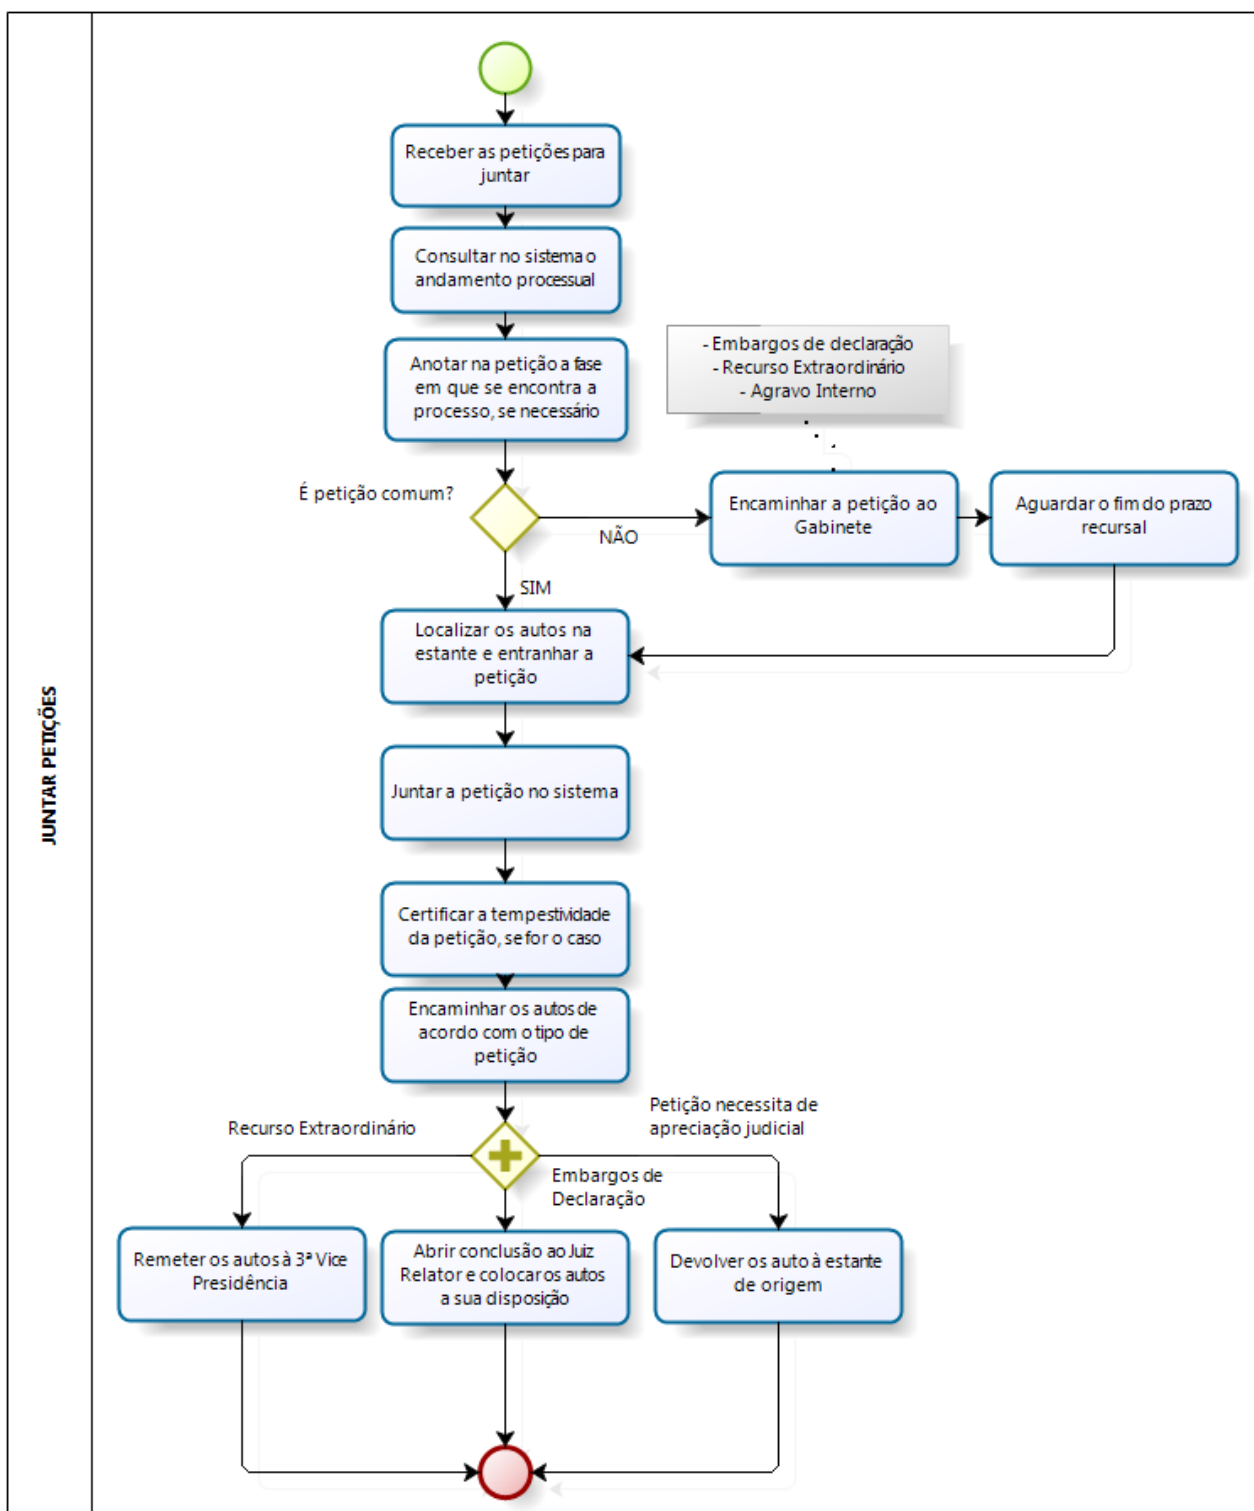 JUNTAR PETIÇÕES
Receber as petições para
juntar
Consultar no sistema o
andamento processual
Anotar na petição a fase
em que se encontra a
processo, se necessário
- Embargos de declaração
- Recurso Extraordinário
- Agravo Interno
É petição comum?
NÃO
Encaminhar a petição ao
Gabinete
Aguardar o fim do prazo
recursal
SIM
Localizar os autos na
estante e entranhar a
petição
Juntar a petição no sistema
Certificar a tempestividade
da petição, se for o caso
Encaminhar os autos de
acordo com o tipo de
petição
Recurso Extraordinário
Embargos de
Declaração
Petição necessita de
apreciação judicial
Remeter os autos à 3ª Vice
Presidência
Abrir conclusão ao Juiz
Relator e colocar os autos
a sua disposição
Devolver os auto à estante
de origem